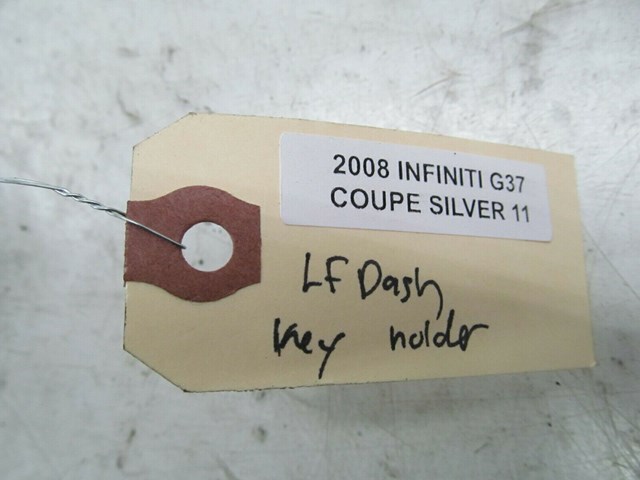 2008 INFINITI G37
COUPE SILVER 11
LF Dash
Key holder